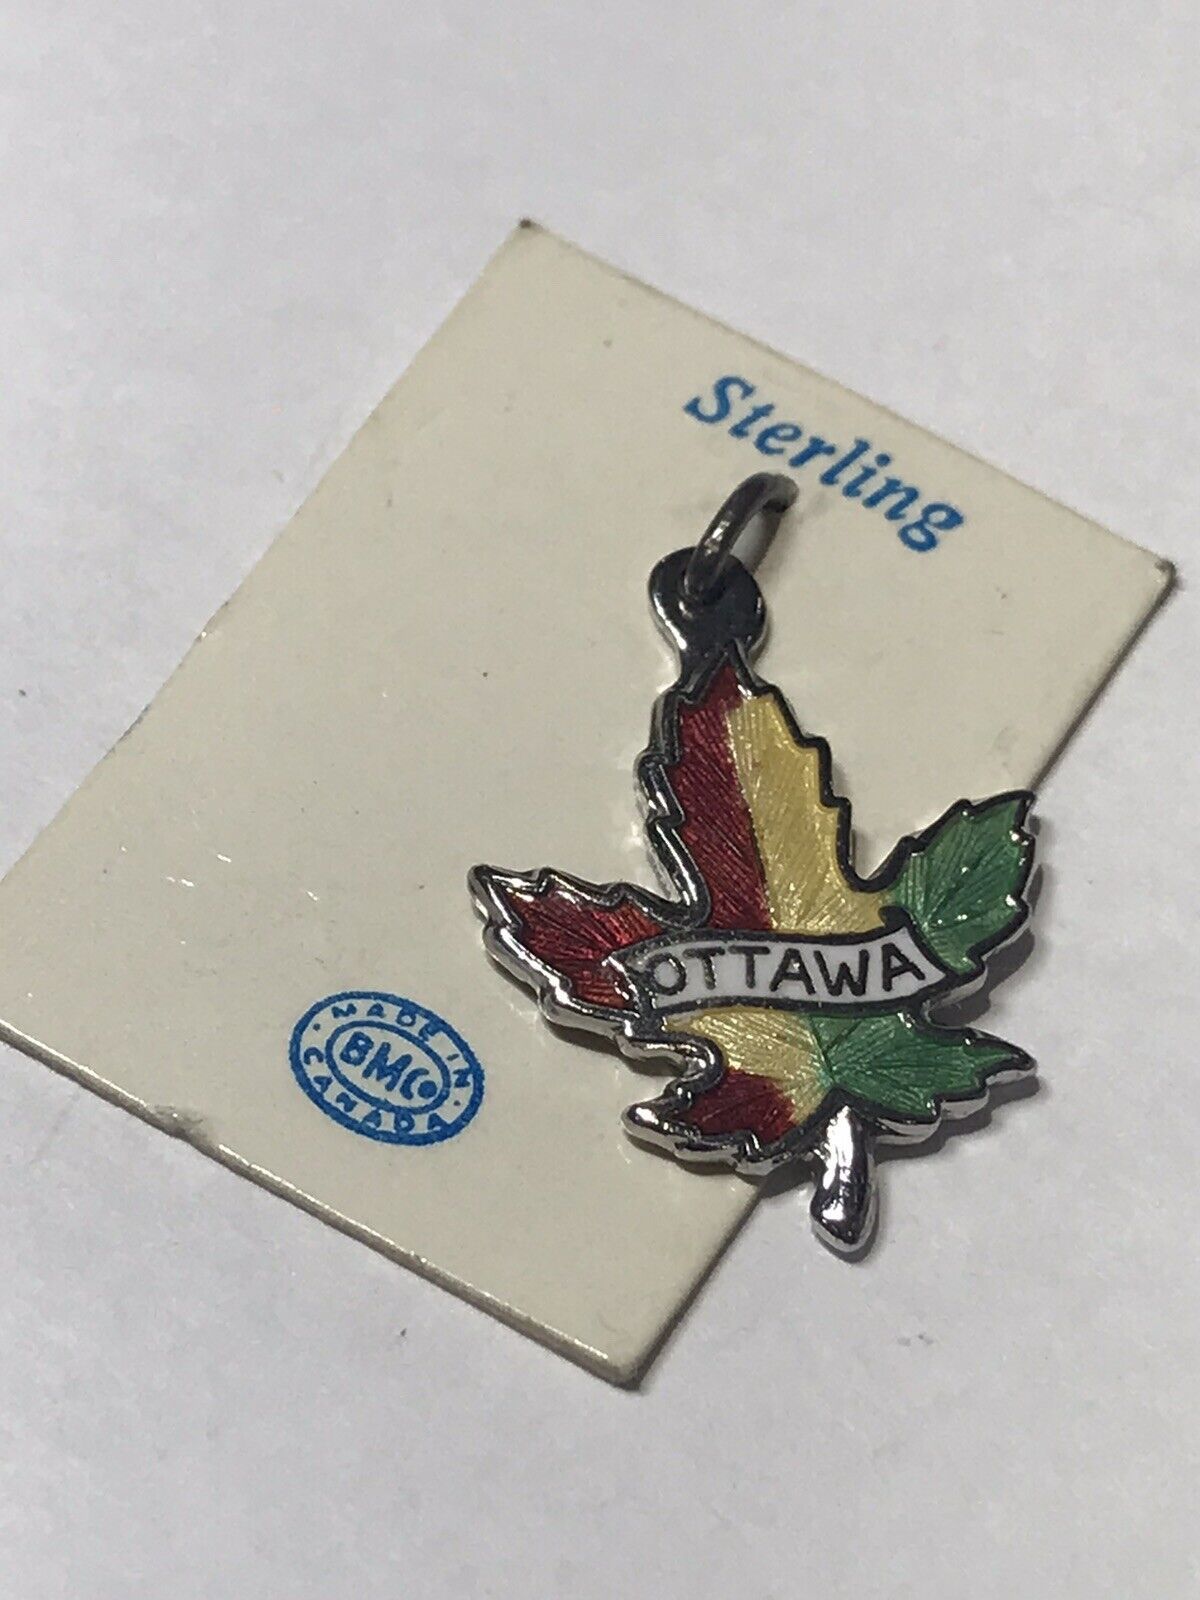 Sterling
OTTAWA
MADE IN
BMCo
CANADA